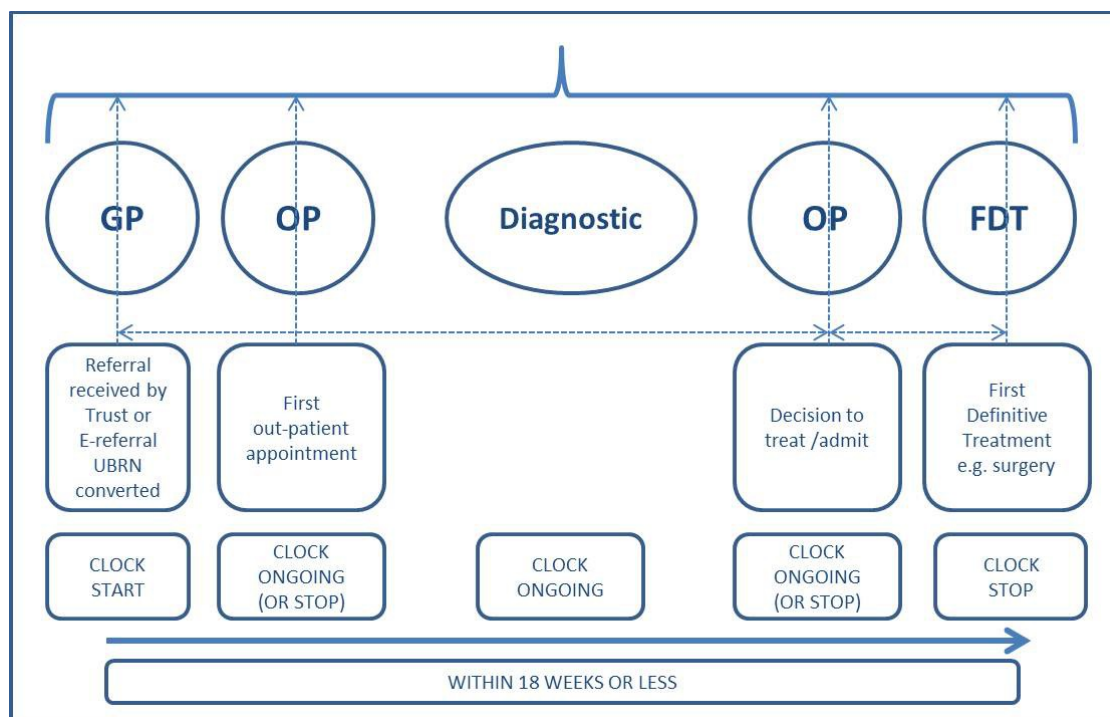 GP
OP
Diagnostic
OP
FDT
Referral
received by
Trust or
E-referral
UBRN
converted
First
out-patient
appointment
Decision to
treat /admit
First
Definitive
Treatment
e.g. surgery
CLOCK
START
CLOCK
ONGOING
(OR STOP)
CLOCK
ONGOING
CLOCK
ONGOING
(OR STOP)
CLOCK
STOP
WITHIN 18 WEEKS OR LESS